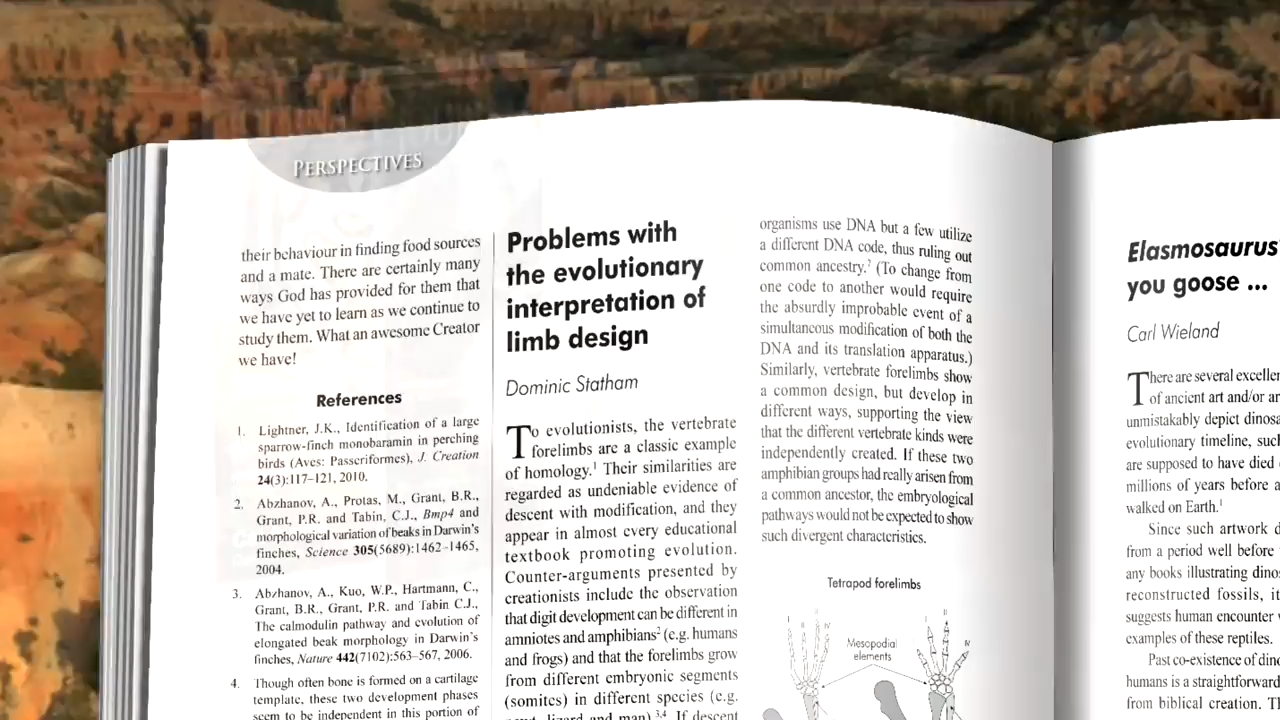 PERSPECTIVES
their behaviour in finding food sources
and a mate. There are certainly many
ways God has provided for them that
we have yet to learn as we continue to
study them. What an awesome Creator
we have!
References
1. Lightner, J.K., Identification of a large
sparrow-finch monobaramin in perching
birds (Aves: Passeriformes), J. Creation
24(3):117–121, 2010.
2. Abzhanov, A., Protas, M., Grant, B.R.,
Grant, P.R. and Tabin, C.J., Bmp4 and
morphological variation of beaks in Darwin's
finches, Science 305(5689):1462–1465,
2004.
3. Abzhanov, A., Kuo, W.P., Hartmann, C.,
Grant, B.R., Grant, P.R. and Tabin C.J.,
The calmodulin pathway and evolution of
elongated beak morphology in Darwin's
finches, Nature 442(7102):563–567, 2006.
4. Though often bone is formed on a cartilage
template, these two development phases
seem to be independent in this portion of
Problems with
the evolutionary
interpretation of
limb design
Dominic Statham
To evolutionists, the vertebrate
forelimbs are a classic example
of homology.1 Their similarities are
regarded as undeniable evidence of
descent with modification, and they
appear in almost every educational
textbook promoting evolution.
Counter-arguments presented by
creationists include the observation
that digit development can be different in
amniotes and amphibians2 (e.g. humans
and frogs) and that the forelimbs grow
from different embryonic segments
(somites) in different species (e.g.
newt, lizard and man).3,4 If descent
organisms use DNA but a few utilize
a different DNA code, thus ruling out
common ancestry.7 (To change from
one code to another would require
the absurdly improbable event of a
simultaneous modification of both the
DNA and its translation apparatus.)
Similarly, vertebrate forelimbs show
a common design, but develop in
different ways, supporting the view
that the different vertebrate kinds were
independently created. If these two
amphibian groups had really arisen from
a common ancestor, the embryological
pathways would not be expected to show
such divergent characteristics.
Tetrapod forelimbs
I II III IV
Mesopodial
elements
I II IV
Elasmosaurus
you goose ...
Carl Wieland
There are several excellen
of ancient art and/or ar
unmistakably depict dinosa
evolutionary timeline, suc
are supposed to have died
millions of years before a
walked on Earth.1
Since such artwork d
from a period well before
any books illustrating dino
reconstructed fossils, it
suggests human encounter
examples of these reptiles.
Past co-existence of dino
humans is a straightforward
from biblical creation. Th